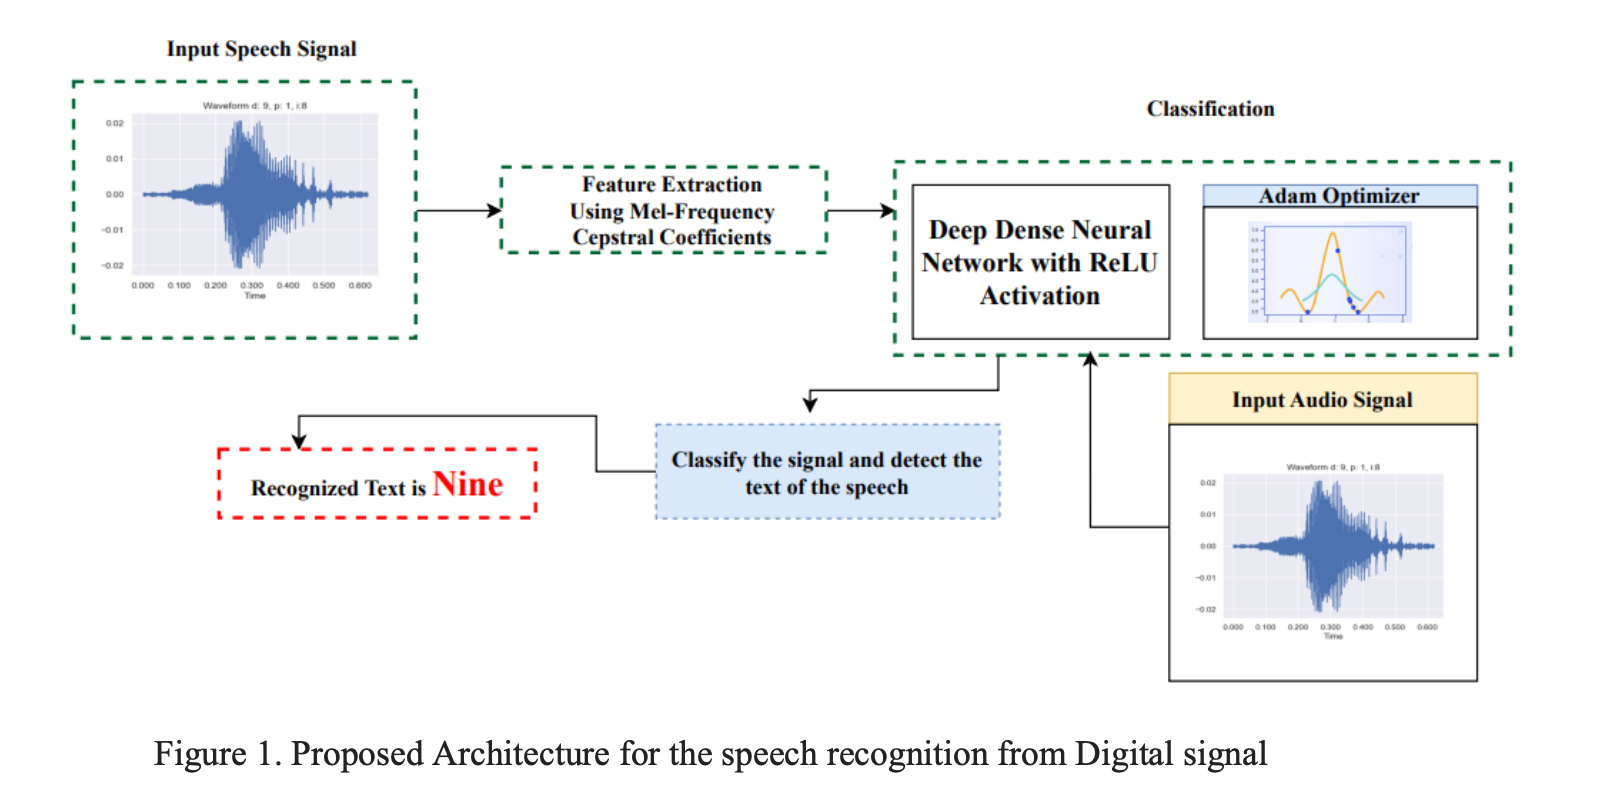 Input Speech Signal
Waveform d: 9, p: 1, i:8
0.02
0.01
0.00
−0.01
−0.02
0.000 0.100 0.200 0.300 0.400 0.500 0.600
Time
Feature Extraction
Using Mel-Frequency
Cepstral Coefficients
Classification
Deep Dense Neural
Network with ReLU
Activation
Adam Optimizer
Input Audio Signal
Waveform d: 9, p: 1, i:8
0.02
0.01
0.00
−0.01
−0.02
0.000 0.100 0.200 0.300 0.400 0.500 0.600
Time
Classify the signal and detect the
text of the speech
Recognized Text is Nine
Figure 1. Proposed Architecture for the speech recognition from Digital signal